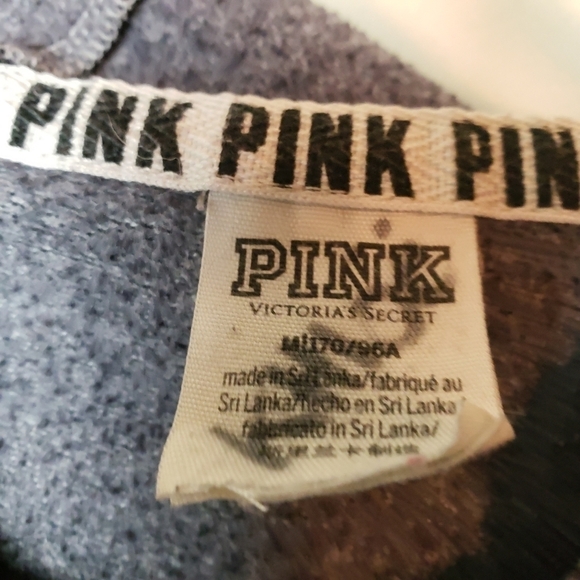 PINK PINK PIN
PINK
VICTORIA'S SECRET
M|170/96A
made in Sri Lanka/fabriqué au
Sri Lanka/hecho en Sri Lanka/
fabbricato in Sri Lanka/